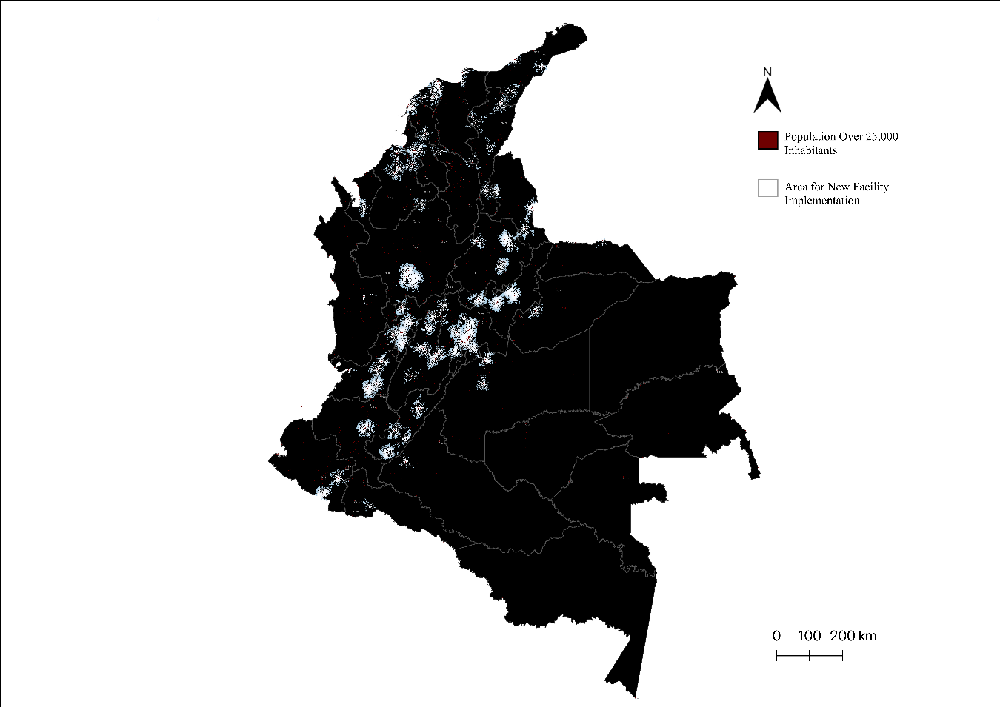 N
Population Over 25,000
Inhabitants
Area for New Facility
Implementation
0 100 200 km